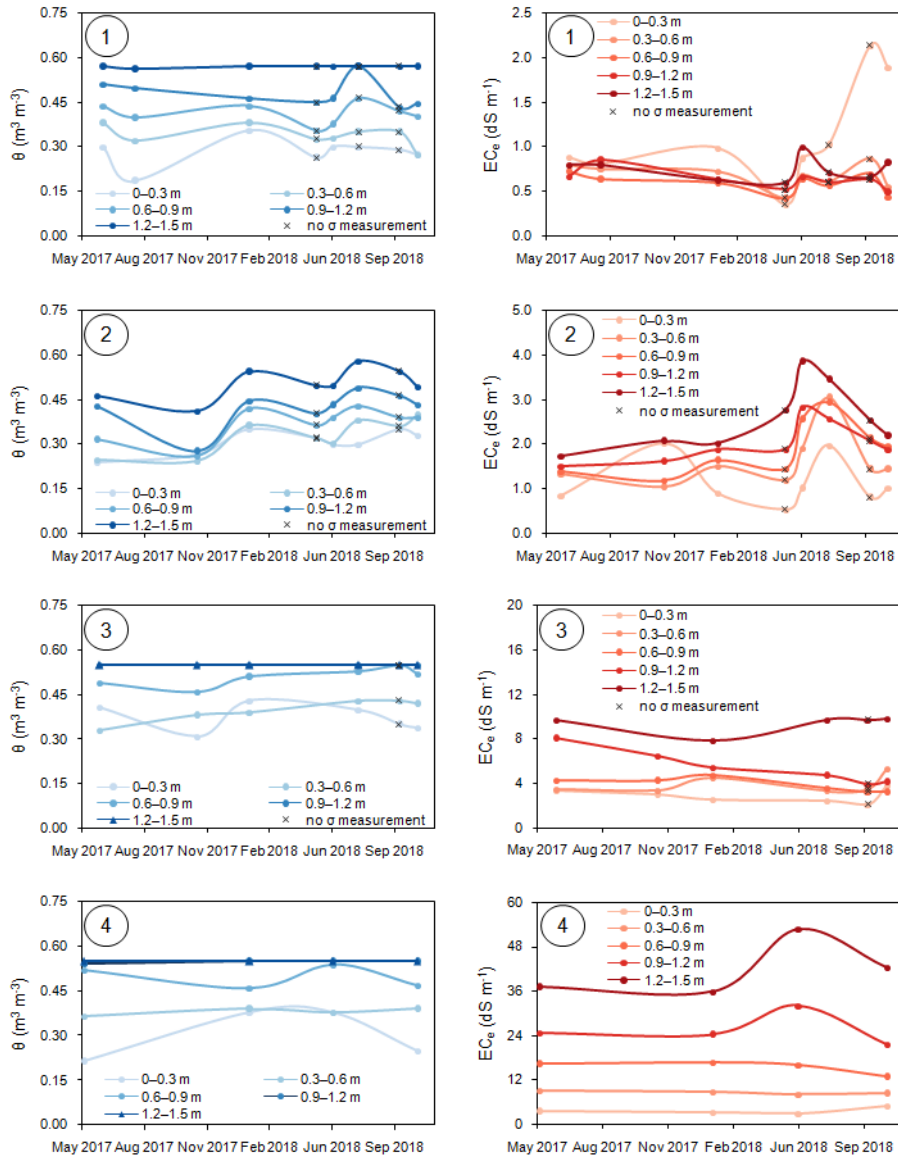 1
θ (m³ m⁻³)
0.75
0.60
0.45
0.30
0.15
0.00
0–0.3 m
0.3–0.6 m
0.6–0.9 m
0.9–1.2 m
1.2–1.5 m
no σ measurement
May 2017 Aug 2017 Nov 2017 Feb 2018 Jun 2018 Sep 2018
1
ECe (dS m⁻¹)
2.5
2.0
1.5
1.0
0.5
0.0
0–0.3 m
0.3–0.6 m
0.6–0.9 m
0.9–1.2 m
1.2–1.5 m
no σ measurement
May 2017 Aug 2017 Nov 2017 Feb 2018 Jun 2018 Sep 2018
2
θ (m³ m⁻³)
0.75
0.60
0.45
0.30
0.15
0.00
0–0.3 m
0.3–0.6 m
0.6–0.9 m
0.9–1.2 m
1.2–1.5 m
no σ measurement
May 2017 Aug 2017 Nov 2017 Feb 2018 Jun 2018 Sep 2018
2
ECe (dS m⁻¹)
5.0
4.0
3.0
2.0
1.0
0.0
0–0.3 m
0.3–0.6 m
0.6–0.9 m
0.9–1.2 m
1.2–1.5 m
no σ measurement
May 2017 Aug 2017 Nov 2017 Feb 2018 Jun 2018 Sep 2018
3
θ (m³ m⁻³)
0.75
0.60
0.45
0.30
0.15
0.00
0–0.3 m
0.3–0.6 m
0.6–0.9 m
0.9–1.2 m
1.2–1.5 m
no σ measurement
May 2017 Aug 2017 Nov 2017 Feb 2018 Jun 2018 Sep 2018
3
ECe (dS m⁻¹)
20
16
12
8
4
0
0–0.3 m
0.3–0.6 m
0.6–0.9 m
0.9–1.2 m
1.2–1.5 m
no σ measurement
May 2017 Aug 2017 Nov 2017 Feb 2018 Jun 2018 Sep 2018
4
θ (m³ m⁻³)
0.75
0.60
0.45
0.30
0.15
0.00
0–0.3 m
0.3–0.6 m
0.6–0.9 m
0.9–1.2 m
1.2–1.5 m
May 2017 Aug 2017 Nov 2017 Feb 2018 Jun 2018 Sep 2018
4
ECe (dS m⁻¹)
60
48
36
24
12
0
0–0.3 m
0.3–0.6 m
0.6–0.9 m
0.9–1.2 m
1.2–1.5 m
May 2017 Aug 2017 Nov 2017 Feb 2018 Jun 2018 Sep 2018